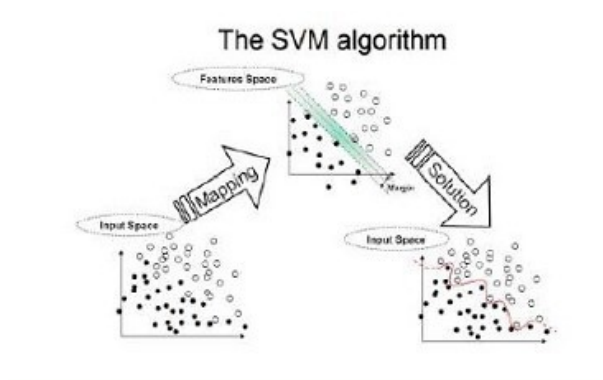 The SVM algorithm
Features Space
Mapping
Margin
Solution
Input Space
Input Space